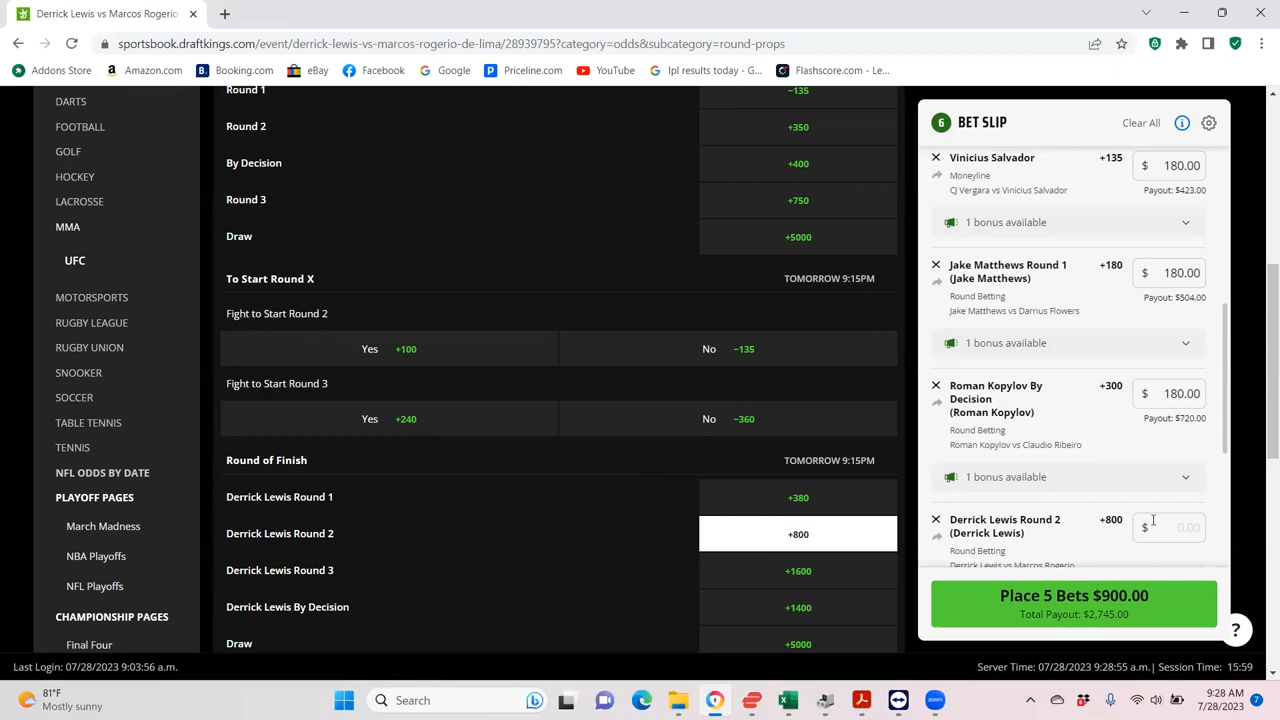 Derrick Lewis vs Marcos Rogerio
sportsbook.draftkings.com/event/derrick-lewis-vs-marcos-rogerio-de-lima/28939795?category=odds&subcategory=round-props
Addons Store
Amazon.com
Booking.com
eBay
Facebook
Google
Priceline.com
YouTube
Ipl results today - G...
Flashscore.com - Le...
DARTS
FOOTBALL
GOLF
HOCKEY
LACROSSE
MMA
UFC
MOTORSPORTS
RUGBY LEAGUE
RUGBY UNION
SNOOKER
SOCCER
TABLE TENNIS
TENNIS
NFL ODDS BY DATE
PLAYOFF PAGES
March Madness
NBA Playoffs
NFL Playoffs
CHAMPIONSHIP PAGES
Final Four
Round 1 −135
Round 2 +350
By Decision +400
Round 3 +750
Draw +5000
To Start Round X TOMORROW 9:15PM
Fight to Start Round 2
Yes +100 No −135
Fight to Start Round 3
Yes +240 No −360
Round of Finish TOMORROW 9:15PM
Derrick Lewis Round 1 +380
Derrick Lewis Round 2 +800
Derrick Lewis Round 3 +1600
Derrick Lewis By Decision +1400
Draw +5000
6 BET SLIP Clear All
Vinicius Salvador +135 $ 180.00
Moneyline
CJ Vergara vs Vinicius Salvador Payout: $423.00
1 bonus available
Jake Matthews Round 1 +180 $ 180.00
(Jake Matthews)
Round Betting Payout: $504.00
Jake Matthews vs Darrius Flowers
1 bonus available
Roman Kopylov By +300 $ 180.00
Decision
(Roman Kopylov) Payout: $720.00
Round Betting
Roman Kopylov vs Claudio Ribeiro
1 bonus available
Derrick Lewis Round 2 +800 $ 0.00
(Derrick Lewis)
Round Betting
Derrick Lewis vs Marcos Rogerio
Place 5 Bets $900.00
Total Payout: $2,745.00
?
Last Login: 07/28/2023 9:03:56 a.m. Server Time: 07/28/2023 9:28:55 a.m.| Session Time: 15:59
81°F
Mostly sunny
Search
9:28 AM
7/28/2023
7